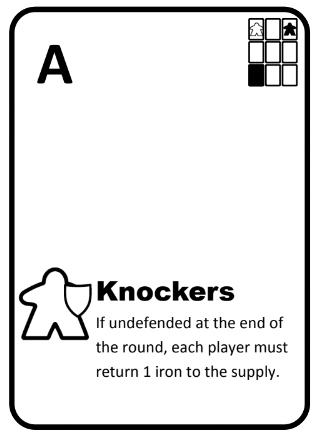 A
Knockers
If undefended at the end of
the round, each player must
return 1 iron to the supply.